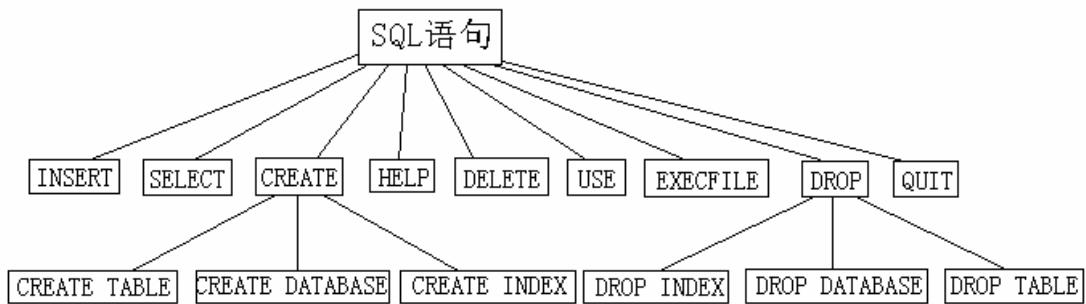 SQL语句
INSERT
SELECT
CREATE
HELP
DELETE
USE
EXECFILE
DROP
QUIT
CREATE TABLE
CREATE DATABASE
CREATE INDEX
DROP INDEX
DROP DATABASE
DROP TABLE